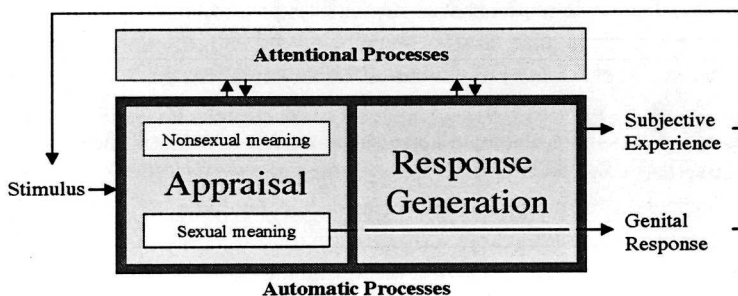 Attentional Processes
Nonsexual meaning
Appraisal
Sexual meaning
Response
Generation
Stimulus
Subjective
Experience
Genital
Response
Automatic Processes